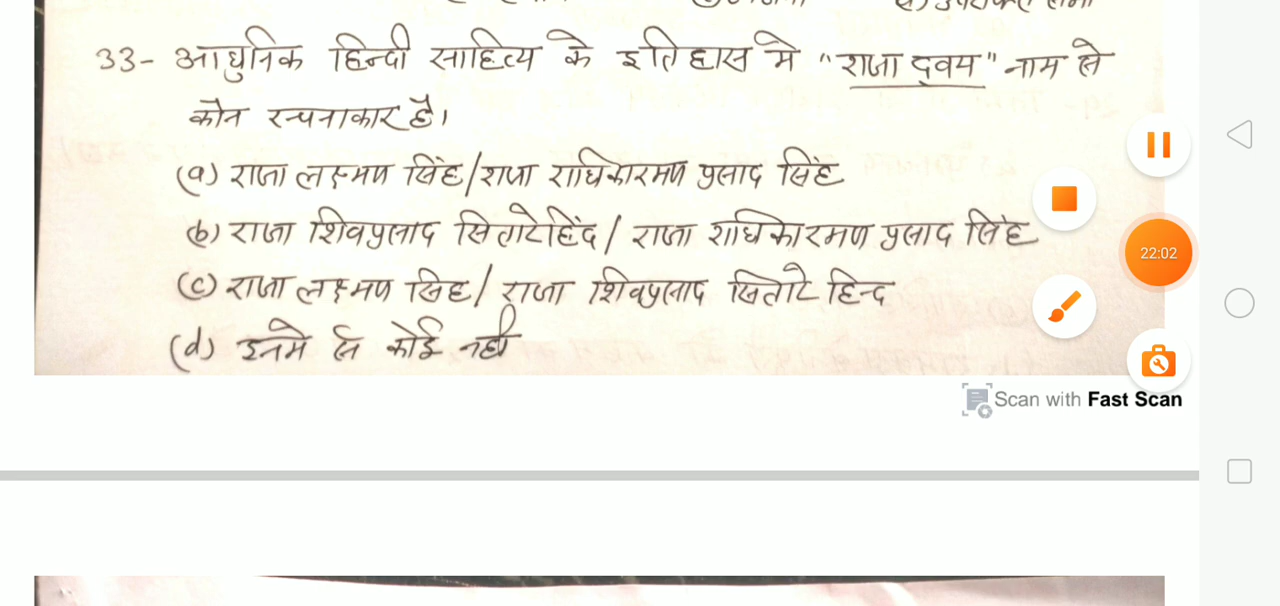 33- आधुनिक हिन्दी साहित्य के इतिहास मे "राजा द्वय" नाम से
कौन रचनाकार है।
(a) राजा लक्ष्मण सिंह/राजा राधिकारमण प्रसाद सिंह
(b) राजा शिवप्रसाद सितारेहिंद / राजा राधिकारमण प्रसाद सिंह
(c) राजा लक्ष्मण सिंह/ राजा शिवप्रसाद सितारे हिन्द
(d) इनमे से कोई नही
22:02
Scan with Fast Scan